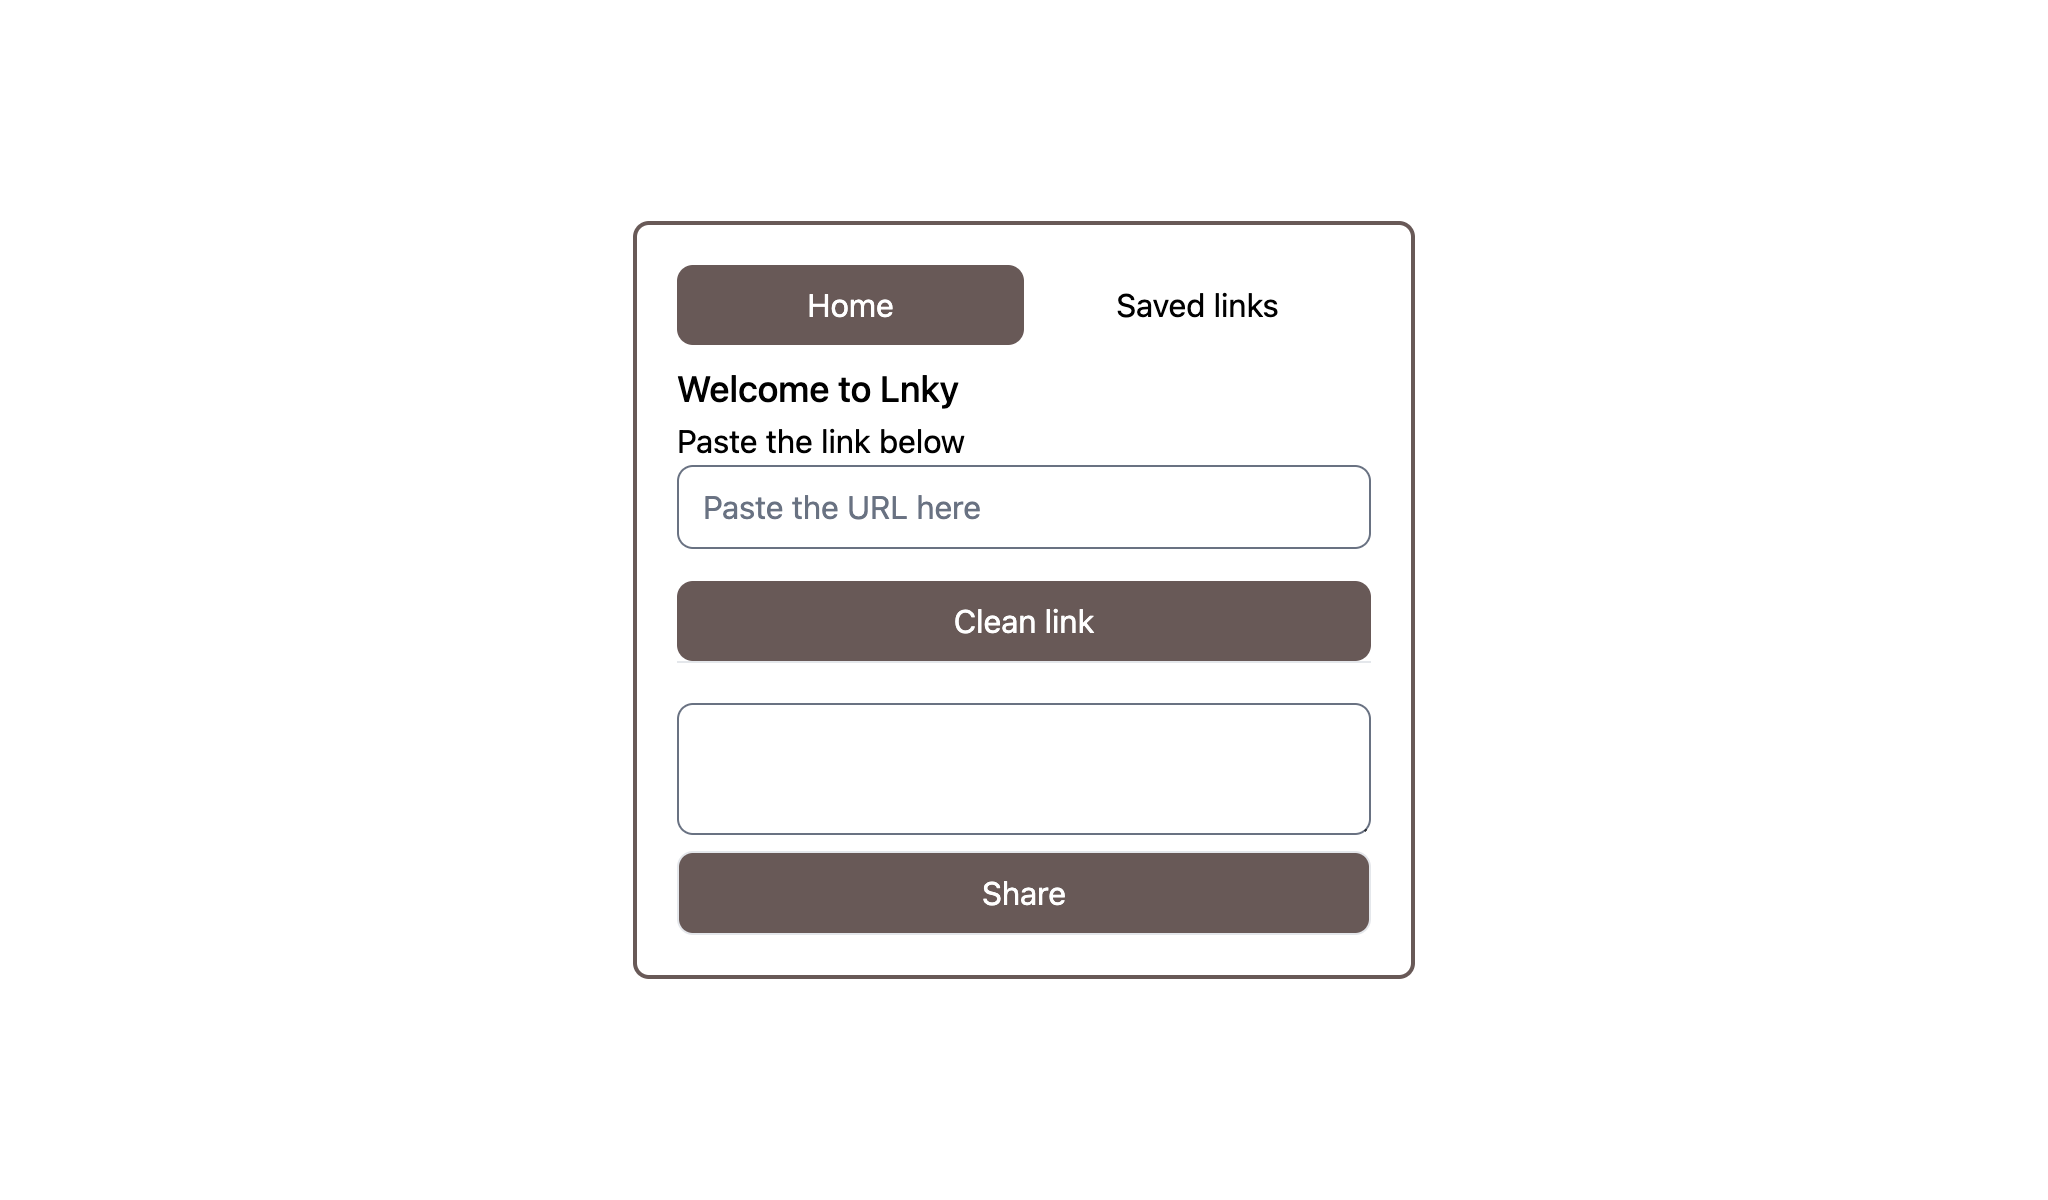 Home
Saved links
Welcome to Lnky
Paste the link below
Paste the URL here
Clean link
Share